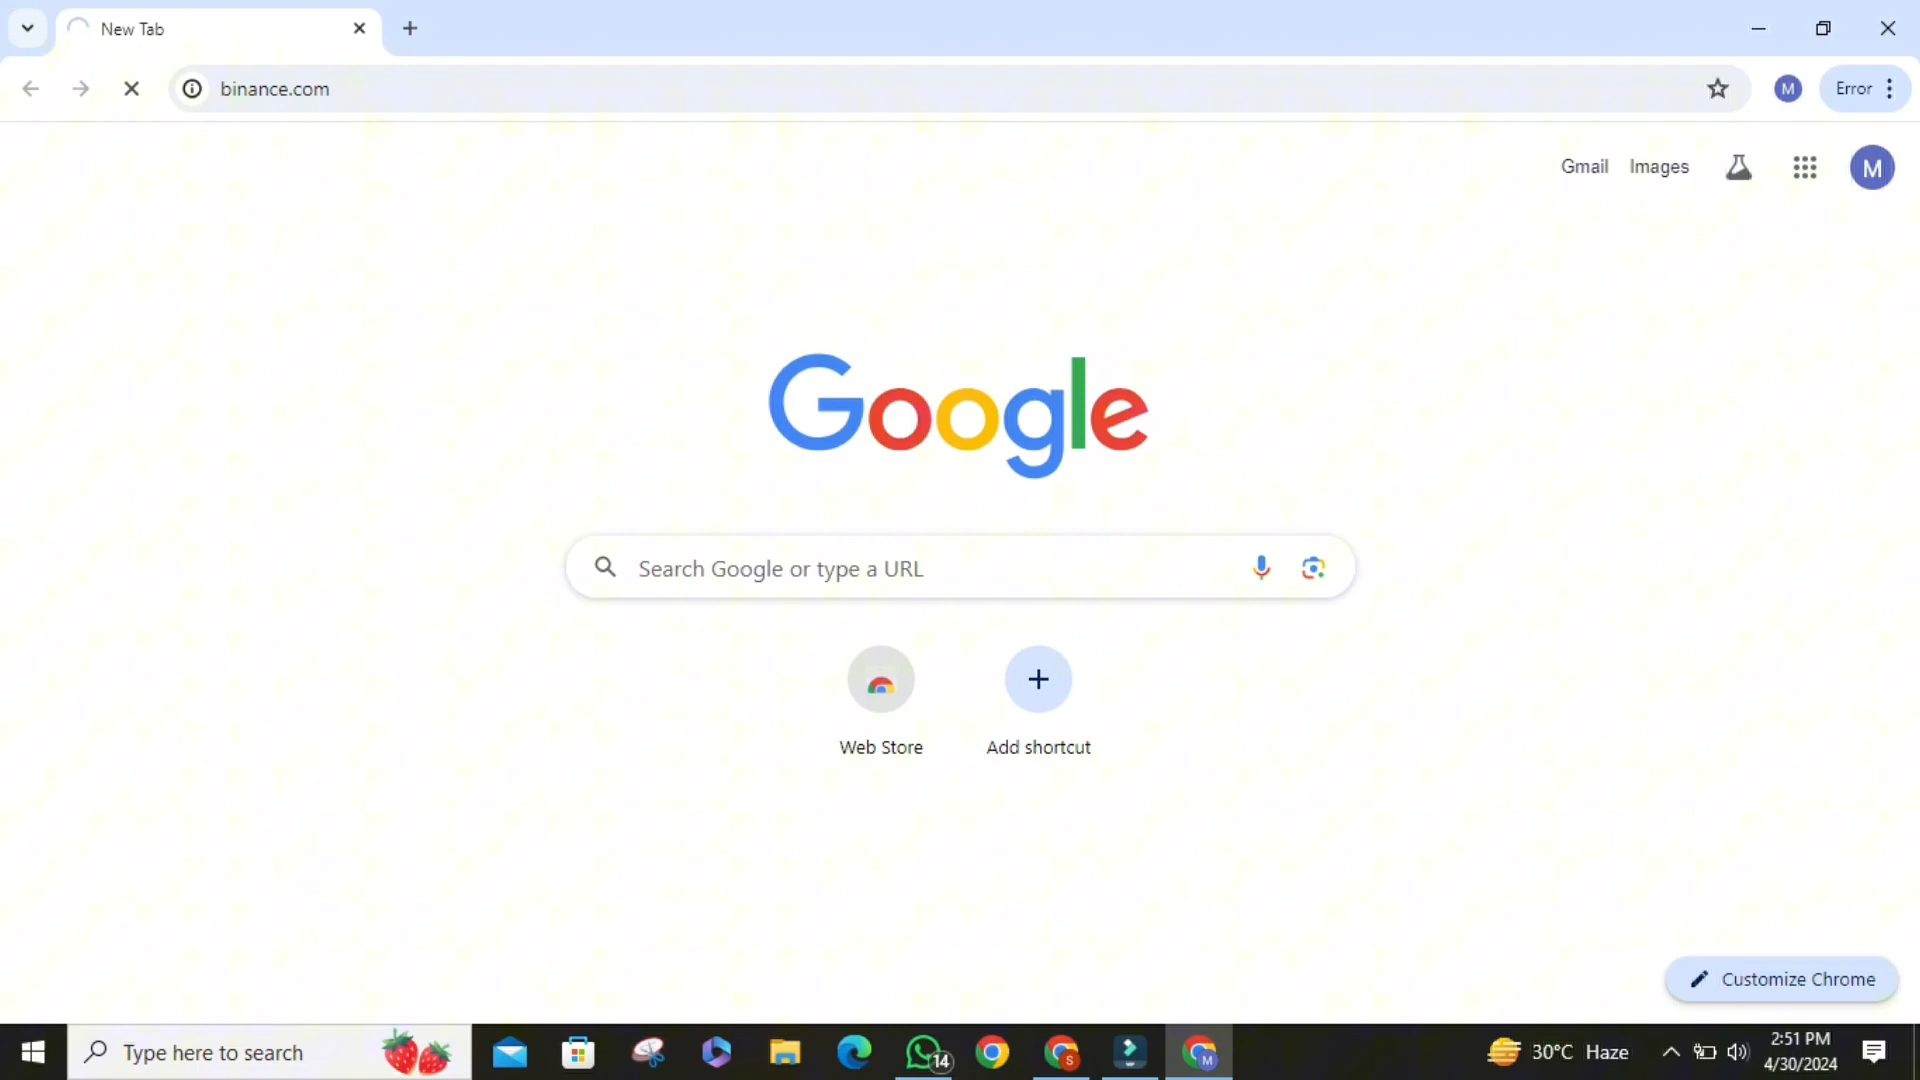 New Tab
binance.com
M
Error
Gmail
Images
M
Google
Search Google or type a URL
Web Store
Add shortcut
Customize Chrome
Type here to search
14
S
M
30°C Haze
2:51 PM
4/30/2024